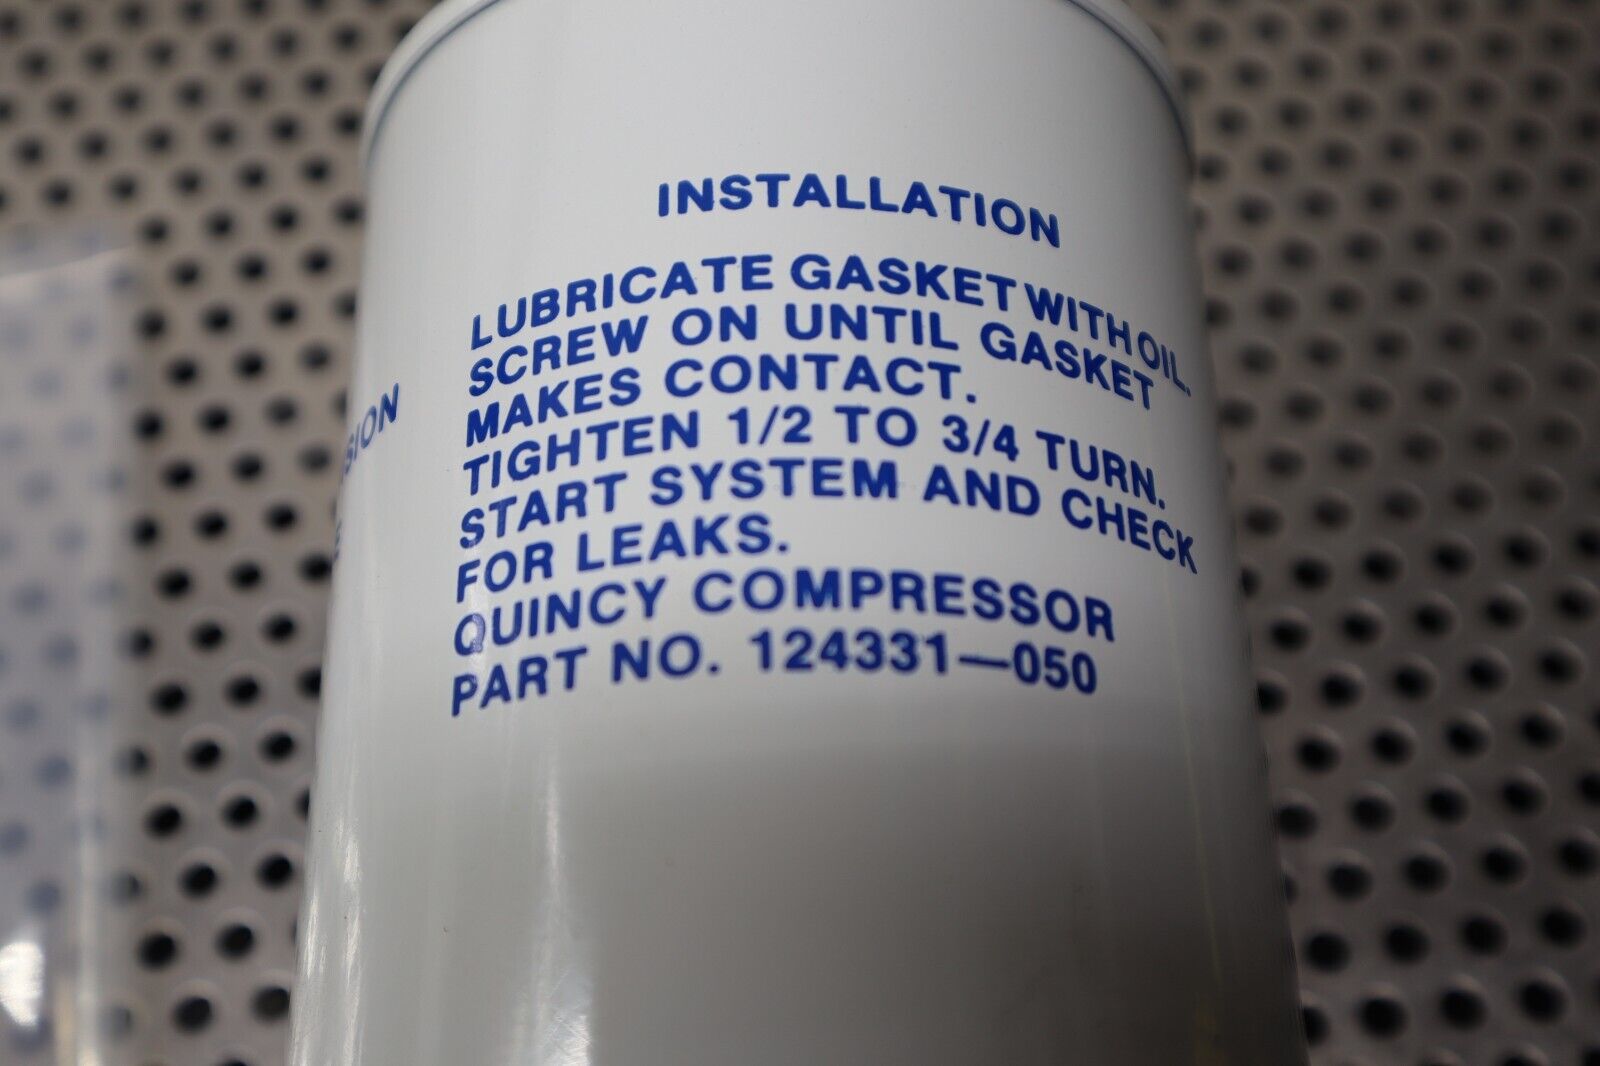 INSTALLATION
LUBRICATE GASKET WITH OIL.
SCREW ON UNTIL GASKET
MAKES CONTACT.
TIGHTEN 1/2 TO 3/4 TURN.
START SYSTEM AND CHECK
FOR LEAKS.
QUINCY COMPRESSOR
PART NO. 124331—050